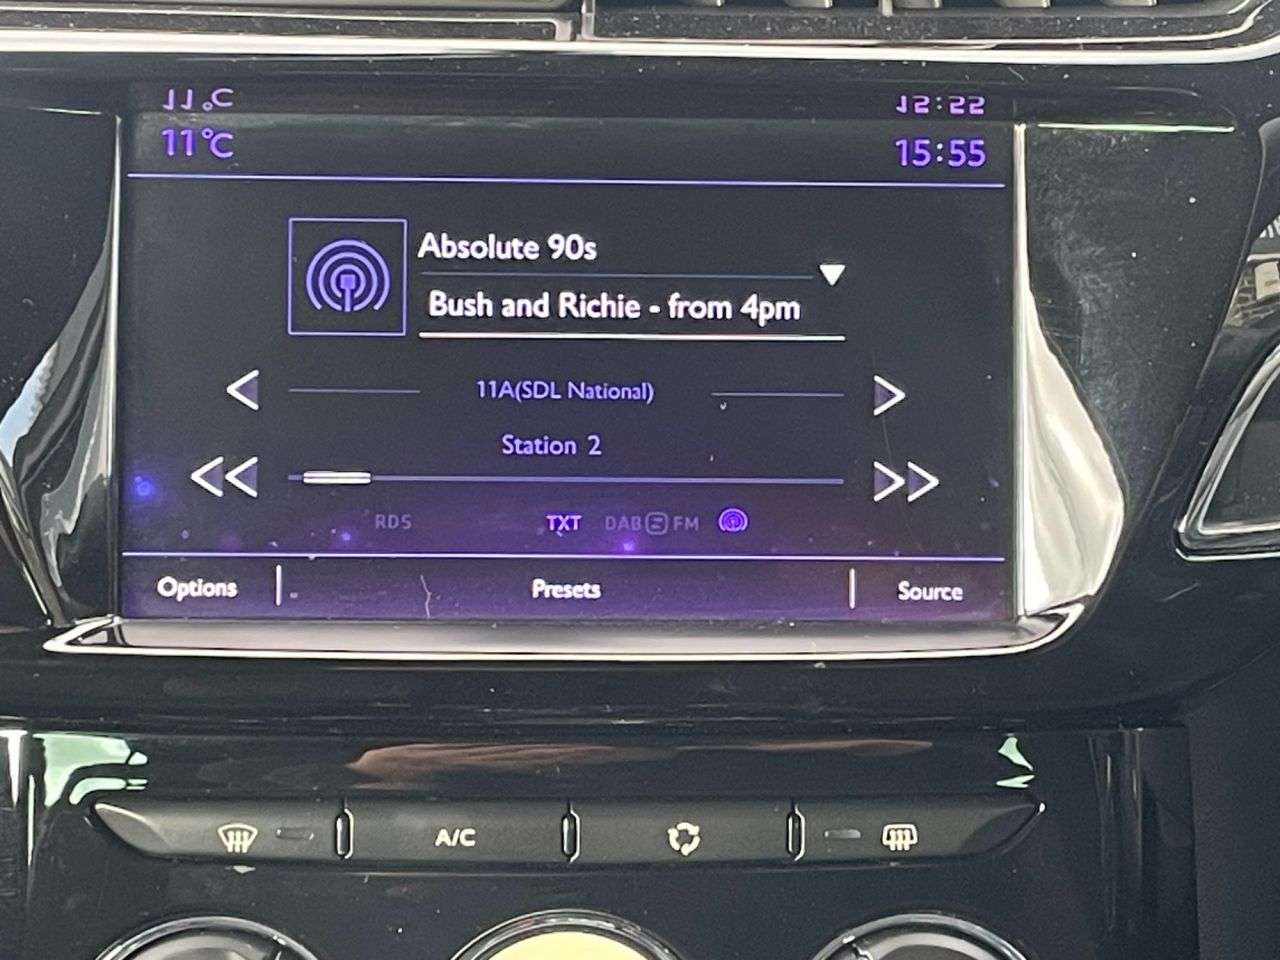 11°C 15:55
Absolute 90s
Bush and Richie - from 4pm
11A(SDL National)
Station 2
RDS TXT DAB FM
Options Presets Source
A/C